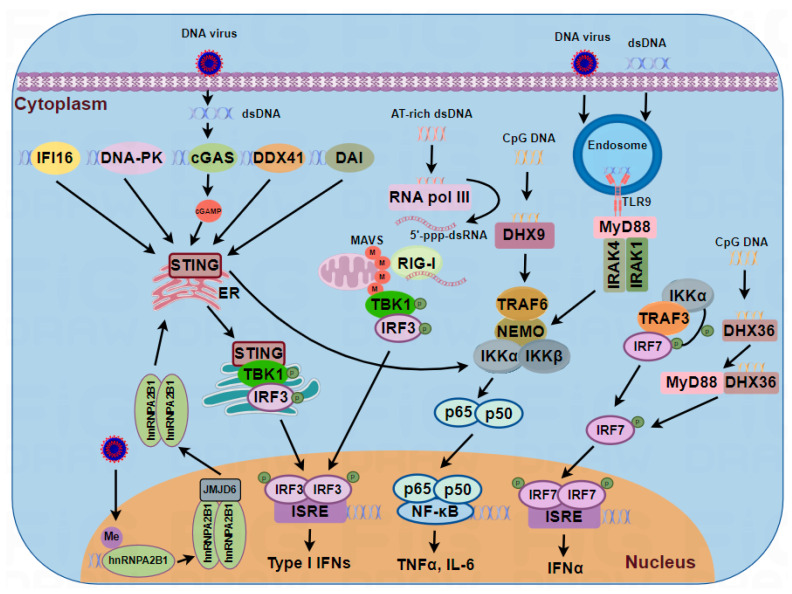 DNA virus
DNA virus
dsDNA
Cytoplasm
dsDNA
AT-rich dsDNA
CpG DNA
Endosome
IFI16
DNA-PK
cGAS
DDX41
DAI
RNA pol III
TLR9
cGAMP
5'-ppp-dsRNA
DHX9
MyD88
IRAK4
IRAK1
CpG DNA
MAVS
M
M
M
M
RIG-I
STING
ER
TBK1
P
IRF3
P
TRAF6
NEMO
IKKα
IKKβ
IKKα
TRAF3
IRF7
P
P
DHX36
STING
TBK1
P
IRF3
P
MyD88
DHX36
hnRNPA2B1
hnRNPA2B1
p65
p50
IRF7
P
JMJD6
hnRNPA2B1
hnRNPA2B1
P
IRF3
IRF3
P
ISRE
p65
p50
NF-κB
P
IRF7
IRF7
P
ISRE
Me
hnRNPA2B1
Type I IFNs
TNFα, IL-6
IFNα
Nucleus